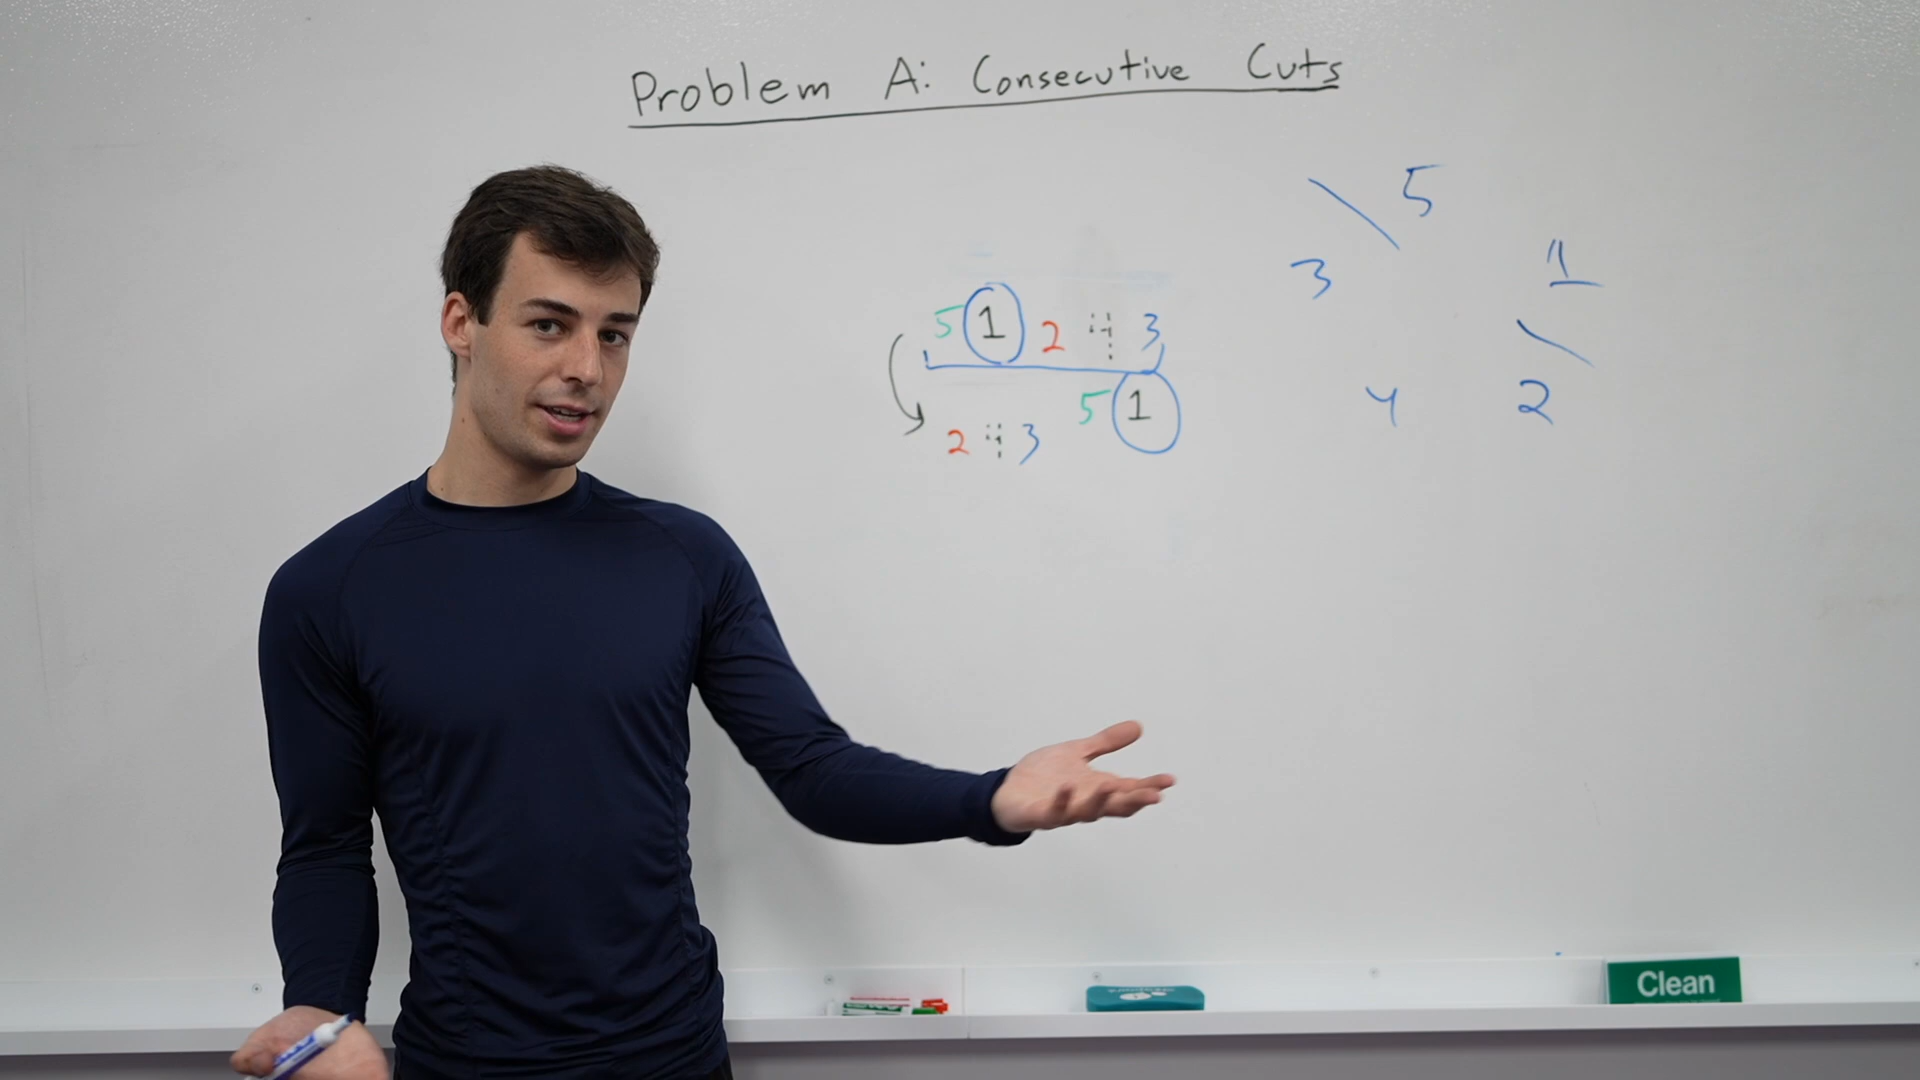 Problem A: Consecutive Cuts
5 1 2 4 3
2 4 3 5 1
5
3 1
4 2
Clean